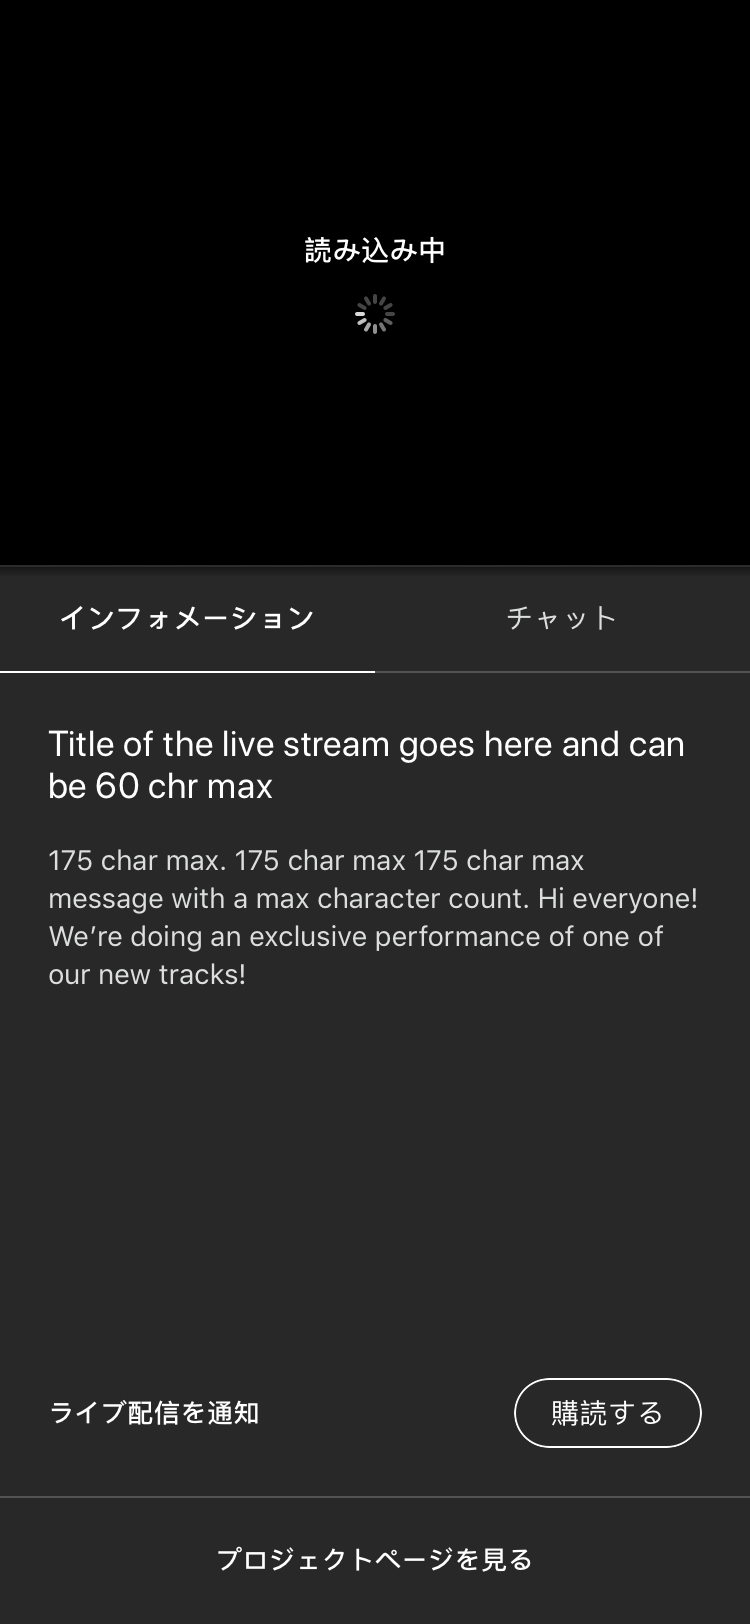 読み込み中
インフォメーション
チャット
Title of the live stream goes here and can
be 60 chr max
175 char max. 175 char max 175 char max
message with a max character count. Hi everyone!
We’re doing an exclusive performance of one of
our new tracks!
ライブ配信を通知
購読する
プロジェクトページを見る